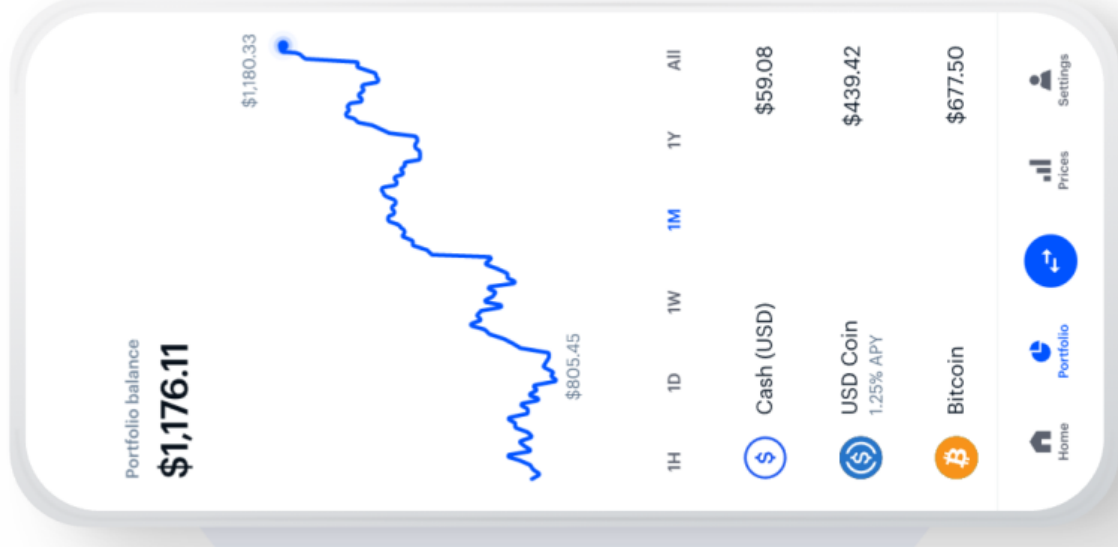 Portfolio balance
$1,176.11
$1,180.33
$805.45
1H 1D 1W 1M 1Y All
Cash (USD) $59.08
USD Coin $439.42
1.25% APY
Bitcoin $677.50
Home Portfolio Prices Settings